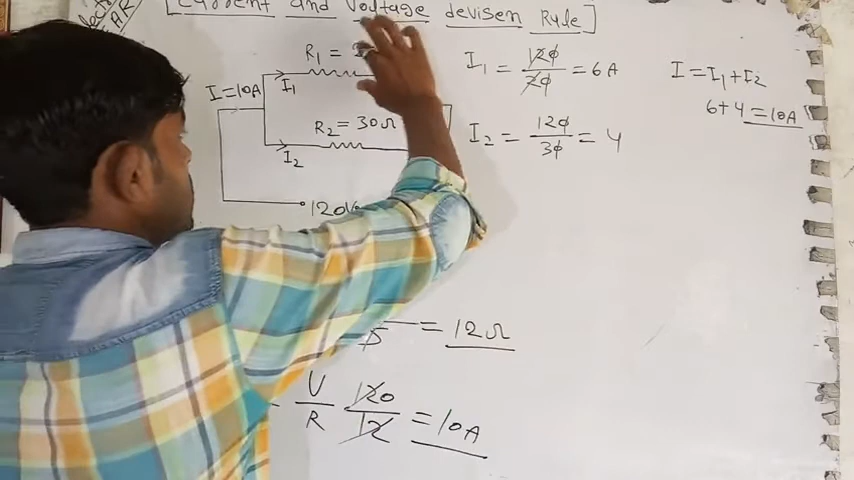 [Current and Voltage devisen Rule]
R₁ =
I=10A
I₁
R₂ = 30Ω
I₂
120V
I₁ = 120/20 = 6A
I₂ = 120/30 = 4
I = I₁+I₂
6+4 = 10A
= 12Ω
V/R 120/12 = 10A